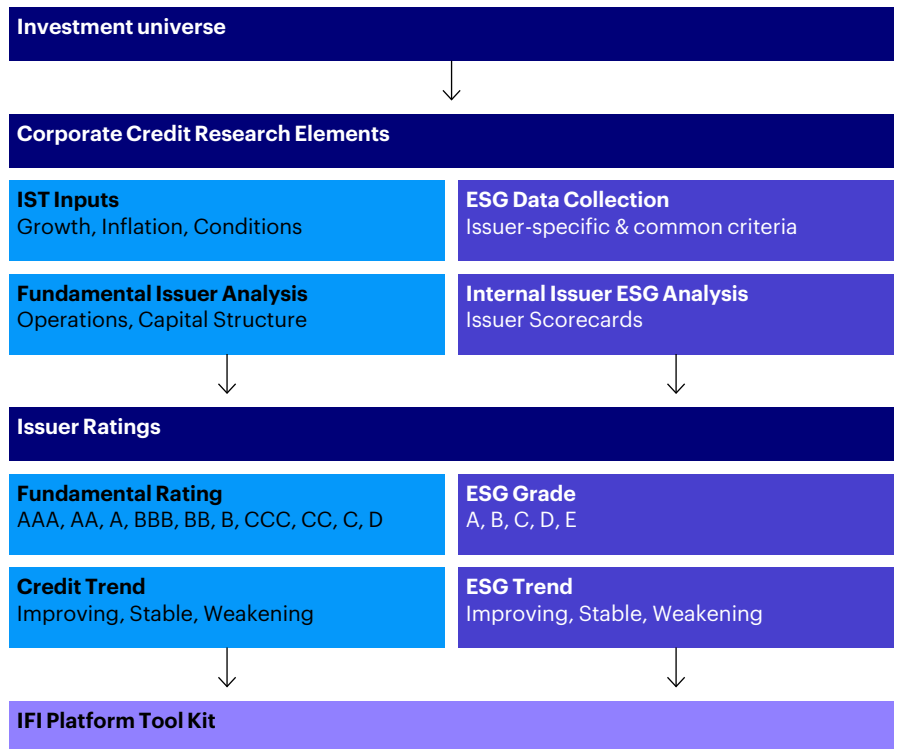 Investment universe
Corporate Credit Research Elements
IST Inputs
Growth, Inflation, Conditions
ESG Data Collection
Issuer-specific & common criteria
Fundamental Issuer Analysis
Operations, Capital Structure
Internal Issuer ESG Analysis
Issuer Scorecards
Issuer Ratings
Fundamental Rating
AAA, AA, A, BBB, BB, B, CCC, CC, C, D
ESG Grade
A, B, C, D, E
Credit Trend
Improving, Stable, Weakening
ESG Trend
Improving, Stable, Weakening
IFI Platform Tool Kit